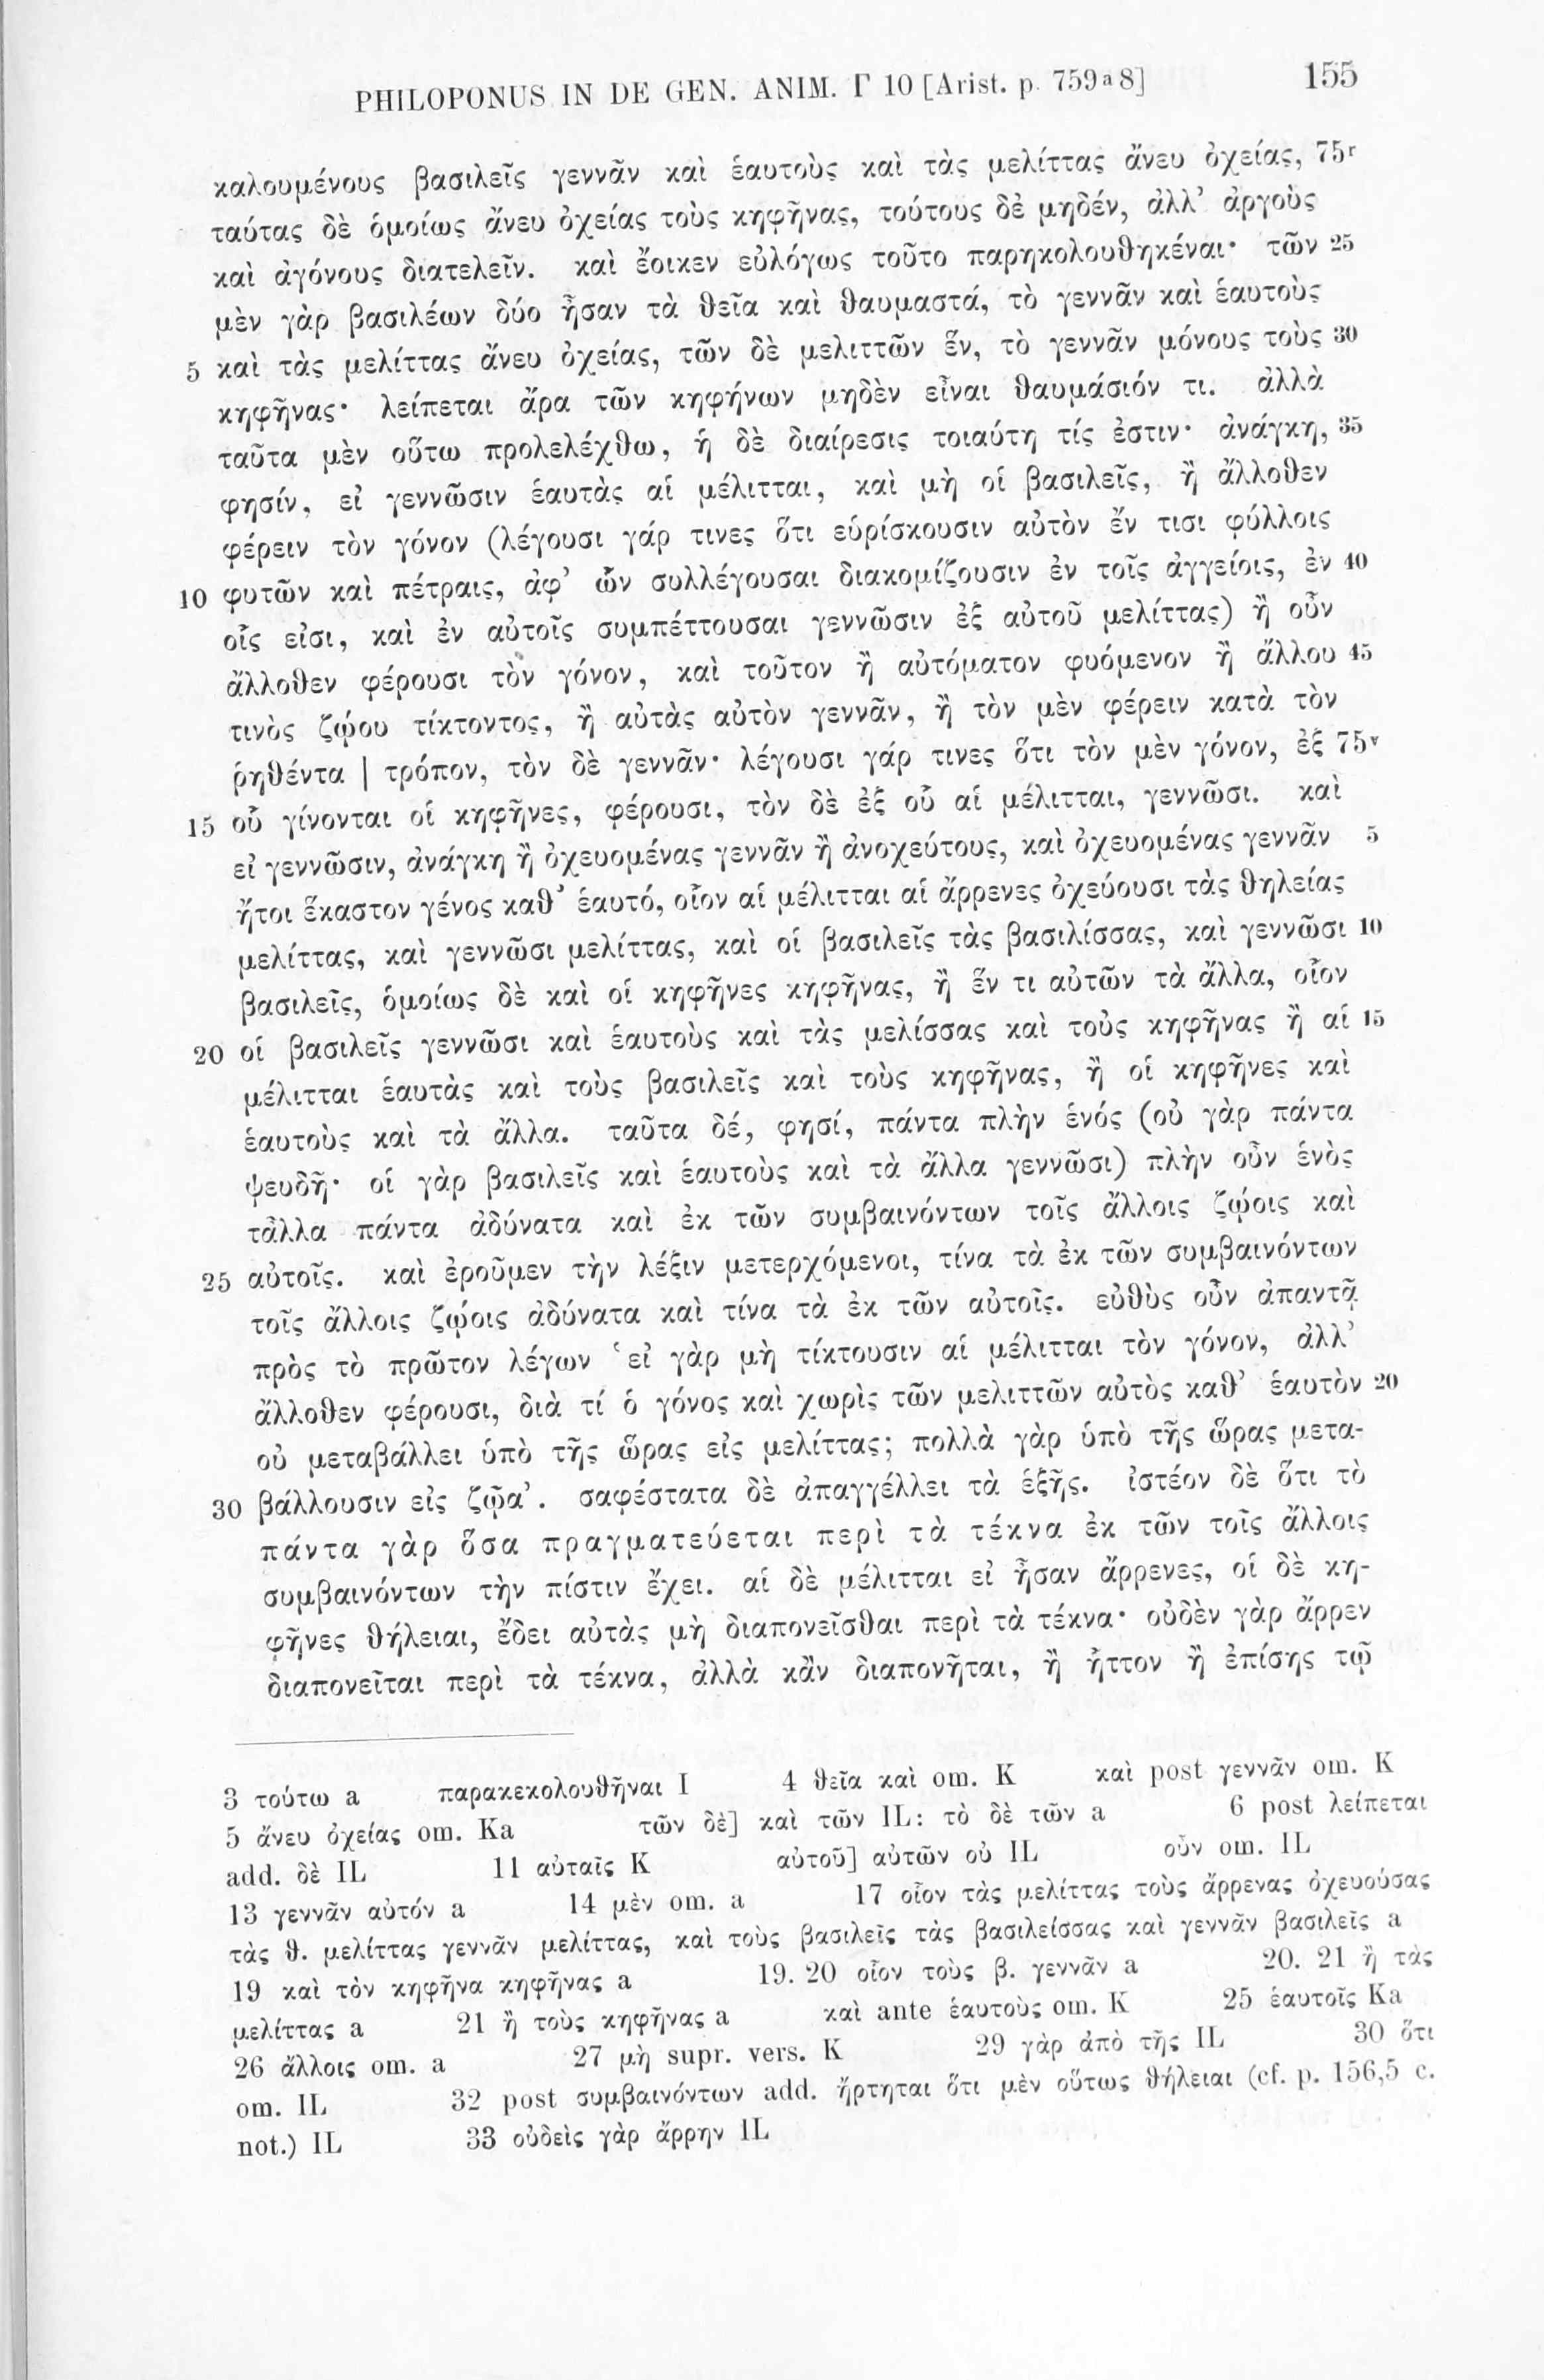 PHILOPONUS IN DE GEN. ANIM. Γ 10 [Arist. p. 759a8] 155
καλουμένους βασιλεῖς γεννᾶν καὶ ἑαυτοὺς καὶ τὰς μελίττας ἄνευ ὀχείας, 75r
ταύτας δὲ ὁμοίως ἄνευ ὀχείας τοὺς κηφῆνας, τούτους δὲ μηδέν, ἀλλ’ ἀργοὺς
καὶ ἀγόνους διατελεῖν. καὶ ἔοικεν εὐλόγως τοῦτο παρηκολουθηκέναι· τῶν 25
μὲν γὰρ βασιλέων δύο ἦσαν τὰ θεῖα καὶ θαυμαστά, τὸ γεννᾶν καὶ ἑαυτοὺς
5 καὶ τὰς μελίττας ἄνευ ὀχείας, τῶν δὲ μελιττῶν ἕν, τὸ γεννᾶν μόνους τοὺς 30
κηφῆνας· λείπεται ἄρα τῶν κηφήνων μηδὲν εἶναι θαυμάσιόν τι. ἀλλὰ
ταῦτα μὲν οὕτω προλελέχθω, ἡ δὲ διαίρεσις τοιαύτη τίς ἐστιν· ἀνάγκη, 35
φησίν, εἰ γεννῶσιν ἑαυτὰς αἱ μέλιτται, καὶ μὴ οἱ βασιλεῖς, ἢ ἄλλοθεν
φέρειν τὸν γόνον (λέγουσι γάρ τινες ὅτι εὑρίσκουσιν αὐτὸν ἔν τισι φύλλοις
10 φυτῶν καὶ πέτραις, ἀφ’ ὧν συλλέγουσαι διακομίζουσιν ἐν τοῖς ἀγγείοις, ἐν 40
οἷς εἰσι, καὶ ἐν αὐτοῖς συμπέττουσαι γεννῶσιν ἐξ αὐτοῦ μελίττας) ἢ οὖν
ἄλλοθεν φέρουσι τὸν γόνον, καὶ τοῦτον ἢ αὐτόματον φυόμενον ἢ ἄλλου 45
τινὸς ζῴου τίκτοντος, ἢ αὐτὰς αὐτὸν γεννᾶν, ἢ τὸν μὲν φέρειν κατὰ τὸν
ῥηθέντα | τρόπον, τὸν δὲ γεννᾶν· λέγουσι γάρ τινες ὅτι τὸν μὲν γόνον, ἐξ 75v
15 οὗ γίνονται οἱ κηφῆνες, φέρουσι, τὸν δὲ ἐξ οὗ αἱ μέλιτται, γεννῶσι. καὶ
εἰ γεννῶσιν, ἀνάγκη ἢ ὀχευομένας γεννᾶν ἢ ἀνοχεύτους, καὶ ὀχευομένας γεννᾶν 5
ἤτοι ἕκαστον γένος καθ’ ἑαυτό, οἷον αἱ μέλιτται αἱ ἄρρενες ὀχεύουσι τὰς θηλείας
μελίττας, καὶ γεννῶσι μελίττας, καὶ οἱ βασιλεῖς τὰς βασιλίσσας, καὶ γεννῶσι 10
βασιλεῖς, ὁμοίως δὲ καὶ οἱ κηφῆνες κηφῆνας, ἢ ἕν τι αὐτῶν τὰ ἄλλα, οἷον
20 οἱ βασιλεῖς γεννῶσι καὶ ἑαυτοὺς καὶ τὰς μελίσσας καὶ τοὺς κηφῆνας ἢ αἱ 15
μέλιτται ἑαυτὰς καὶ τοὺς βασιλεῖς καὶ τοὺς κηφῆνας, ἢ οἱ κηφῆνες καὶ
ἑαυτοὺς καὶ τὰ ἄλλα. ταῦτα δέ, φησί, πάντα πλὴν ἑνός (οὐ γὰρ πάντα
ψευδῆ· οἱ γὰρ βασιλεῖς καὶ ἑαυτοὺς καὶ τὰ ἄλλα γεννῶσι) πλὴν οὖν ἑνὸς
τἆλλα πάντα ἀδύνατα καὶ ἐκ τῶν συμβαινόντων τοῖς ἄλλοις ζῴοις καὶ
25 αὐτοῖς. καὶ ἐροῦμεν τὴν λέξιν μετερχόμενοι, τίνα τὰ ἐκ τῶν συμβαινόντων
τοῖς ἄλλοις ζῴοις ἀδύνατα καὶ τίνα τὰ ἐκ τῶν αὐτοῖς. εὐθὺς οὖν ἀπαντᾷ
πρὸς τὸ πρῶτον λέγων ‘εἰ γὰρ μὴ τίκτουσιν αἱ μέλιτται τὸν γόνον, ἀλλ’
ἄλλοθεν φέρουσι, διὰ τί ὁ γόνος καὶ χωρὶς τῶν μελιττῶν αὐτὸς καθ’ ἑαυτὸν 20
οὐ μεταβάλλει ὑπὸ τῆς ὥρας εἰς μελίττας; πολλὰ γὰρ ὑπὸ τῆς ὥρας μετα-
30 βάλλουσιν εἰς ζῷα’. σαφέστατα δὲ ἀπαγγέλλει τὰ ἑξῆς. ἰστέον δὲ ὅτι τὸ
πάντα γὰρ ὅσα πραγματεύεται περὶ τὰ τέκνα ἐκ τῶν τοῖς ἄλλοις
συμβαινόντων τὴν πίστιν ἔχει. αἱ δὲ μέλιτται εἰ ἦσαν ἄρρενες, οἱ δὲ κη-
φῆνες θήλειαι, ἔδει αὐτὰς μὴ διαπονεῖσθαι περὶ τὰ τέκνα· οὐδὲν γὰρ ἄρρεν
διαπονεῖται περὶ τὰ τέκνα, ἀλλὰ κἂν διαπονῆται, ἢ ἧττον ἢ ἐπίσης τῷ
3 τούτω a παρακεκολουθῆναι I 4 θεῖα καὶ om. K καὶ post γεννᾶν om. K
5 ἄνευ ὀχείας om. Ka τῶν δὲ] καὶ τῶν IL: τὸ δὲ τῶν a 6 post λείπεται
add. δὲ IL 11 αὐταῖς K αὐτοῦ] αὐτῶν οὐ IL οὖν om. IL
13 γεννᾶν αὐτόν a 14 μὲν om. a 17 οἷον τὰς μελίττας τοὺς ἄρρενας ὀχευούσας
τὰς θ. μελίττας γεννᾶν μελίττας, καὶ τοὺς βασιλεῖς τὰς βασιλείσσας καὶ γεννᾶν βασιλεῖς a
19 καὶ τὸν κηφῆνα κηφῆνας a 19. 20 οἷον τοὺς β. γεννᾶν a 20. 21 ἢ τὰς
μελίττας a 21 ἢ τοὺς κηφῆνας a καὶ ante ἑαυτοὺς om. K 25 ἑαυτοῖς Ka
26 ἄλλοις om. a 27 μὴ supr. vers. K 29 γὰρ ἀπὸ τῆς IL 30 ὅτι
om. IL 32 post συμβαινόντων add. ἤρτηται ὅτι μὲν οὕτως θήλειαι (cf. p. 156,5 c.
not.) IL 33 οὐδεὶς γὰρ ἄρρην IL